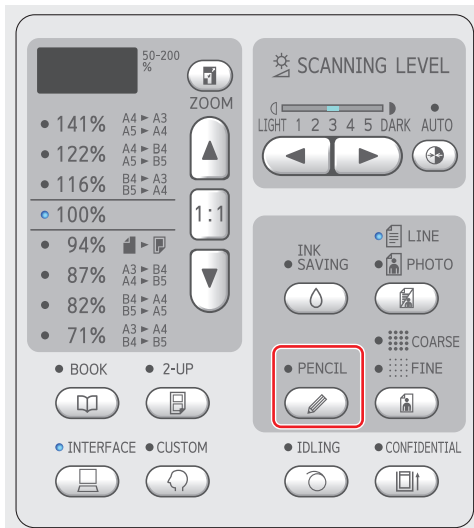 50-200
%
ZOOM
141% A4 ► A3
A5 ► A4
122% A4 ► B4
A5 ► B5
116% B4 ► A3
B5 ► A4
100%
1:1
94%
87% A3 ► B4
A4 ► B5
82% B4 ► A4
B5 ► A5
71% A3 ► A4
B4 ► B5
BOOK
2-UP
INTERFACE
CUSTOM
SCANNING LEVEL
LIGHT 1 2 3 4 5 DARK AUTO
INK
SAVING
LINE
PHOTO
COARSE
FINE
PENCIL
IDLING
CONFIDENTIAL